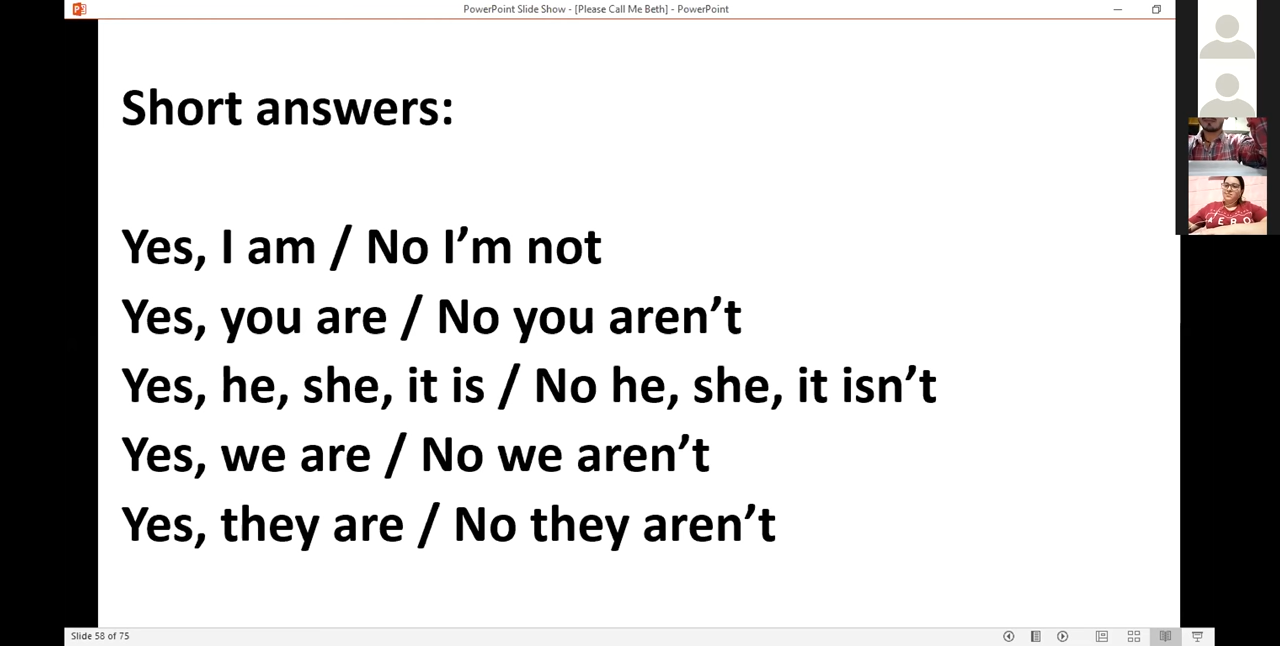 PowerPoint Slide Show - [Please Call Me Beth] - PowerPoint
Short answers:
Yes, I am / No I’m not
Yes, you are / No you aren’t
Yes, he, she, it is / No he, she, it isn’t
Yes, we are / No we aren’t
Yes, they are / No they aren’t
AERO
Slide 58 of 75